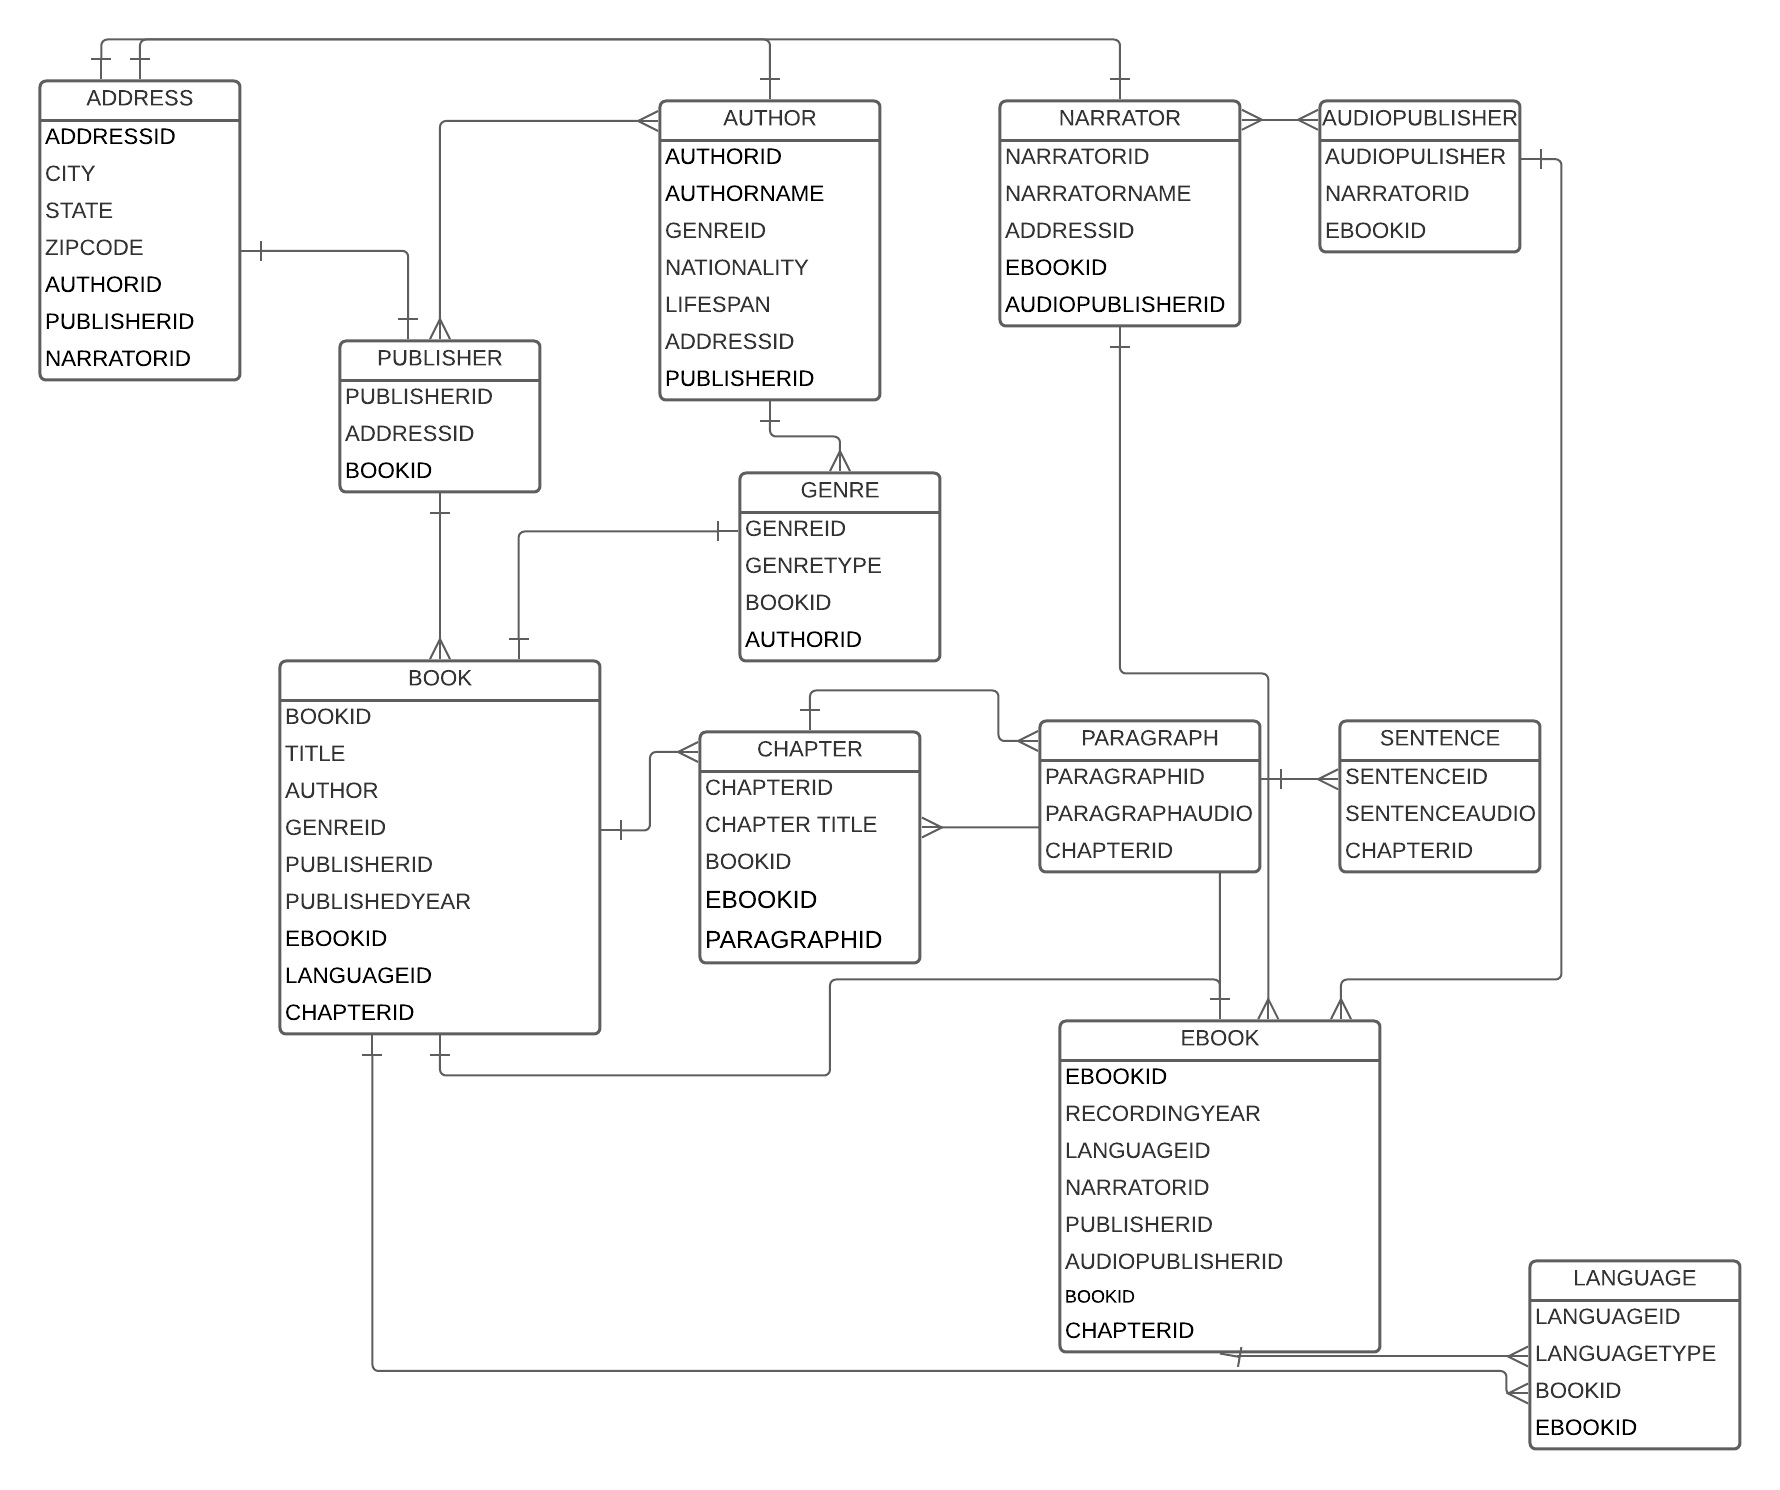 ADDRESS
ADDRESSID
CITY
STATE
ZIPCODE
AUTHORID
PUBLISHERID
NARRATORID
AUTHOR
AUTHORID
AUTHORNAME
GENREID
NATIONALITY
LIFESPAN
ADDRESSID
PUBLISHERID
NARRATOR
NARRATORID
NARRATORNAME
ADDRESSID
EBOOKID
AUDIOPUBLISHERID
AUDIOPUBLISHER
AUDIOPULISHER
NARRATORID
EBOOKID
PUBLISHER
PUBLISHERID
ADDRESSID
BOOKID
GENRE
GENREID
GENRETYPE
BOOKID
AUTHORID
BOOK
BOOKID
TITLE
AUTHOR
GENREID
PUBLISHERID
PUBLISHEDYEAR
EBOOKID
LANGUAGEID
CHAPTERID
CHAPTER
CHAPTERID
CHAPTER TITLE
BOOKID
EBOOKID
PARAGRAPHID
PARAGRAPH
PARAGRAPHID
PARAGRAPHAUDIO
CHAPTERID
SENTENCE
SENTENCEID
SENTENCEAUDIO
CHAPTERID
EBOOK
EBOOKID
RECORDINGYEAR
LANGUAGEID
NARRATORID
PUBLISHERID
AUDIOPUBLISHERID
BOOKID
CHAPTERID
LANGUAGE
LANGUAGEID
LANGUAGETYPE
BOOKID
EBOOKID